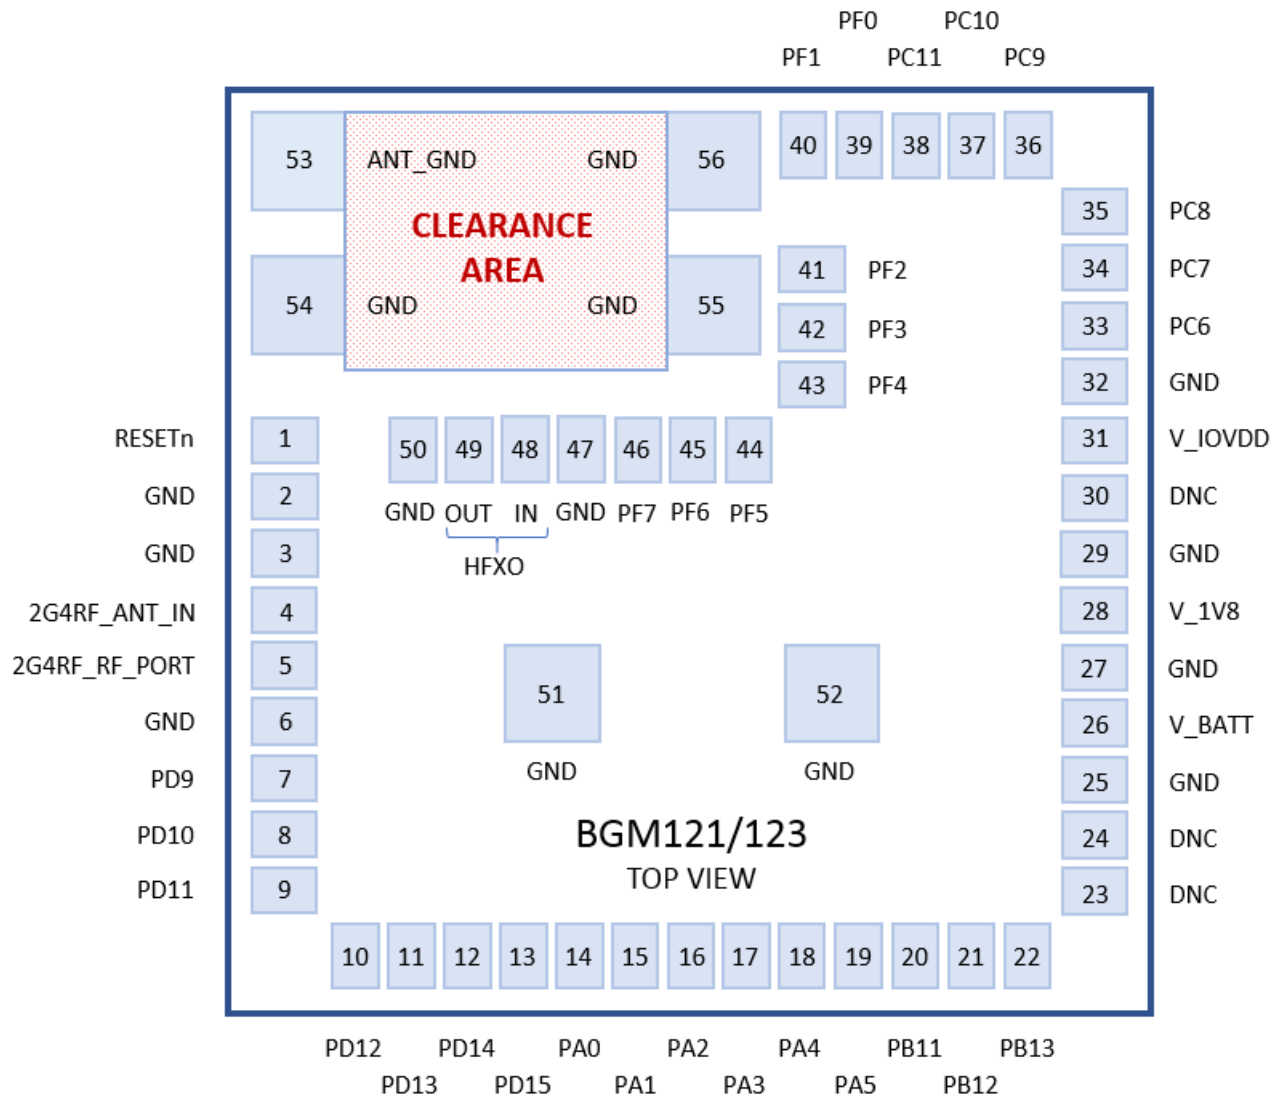 PF0 PC10
PF1 PC11 PC9
53 ANT_GND GND 56 40 39 38 37 36
CLEARANCE
AREA
35 PC8
41 PF2 34 PC7
54 GND GND 55
42 PF3 33 PC6
43 PF4 32 GND
RESETn 1 50 49 48 47 46 45 44 31 V_IOVDD
GND 2 30 DNC
GND OUT IN GND PF7 PF6 PF5
GND 3 29 GND
HFXO
2G4RF_ANT_IN 4 28 V_1V8
2G4RF_RF_PORT 5 27 GND
51 52
GND 6 26 V_BATT
GND GND
PD9 7 25 GND
PD10 8 BGM121/123 24 DNC
TOP VIEW
PD11 9 23 DNC
10 11 12 13 14 15 16 17 18 19 20 21 22
PD12 PD14 PA0 PA2 PA4 PB11 PB13
PD13 PD15 PA1 PA3 PA5 PB12